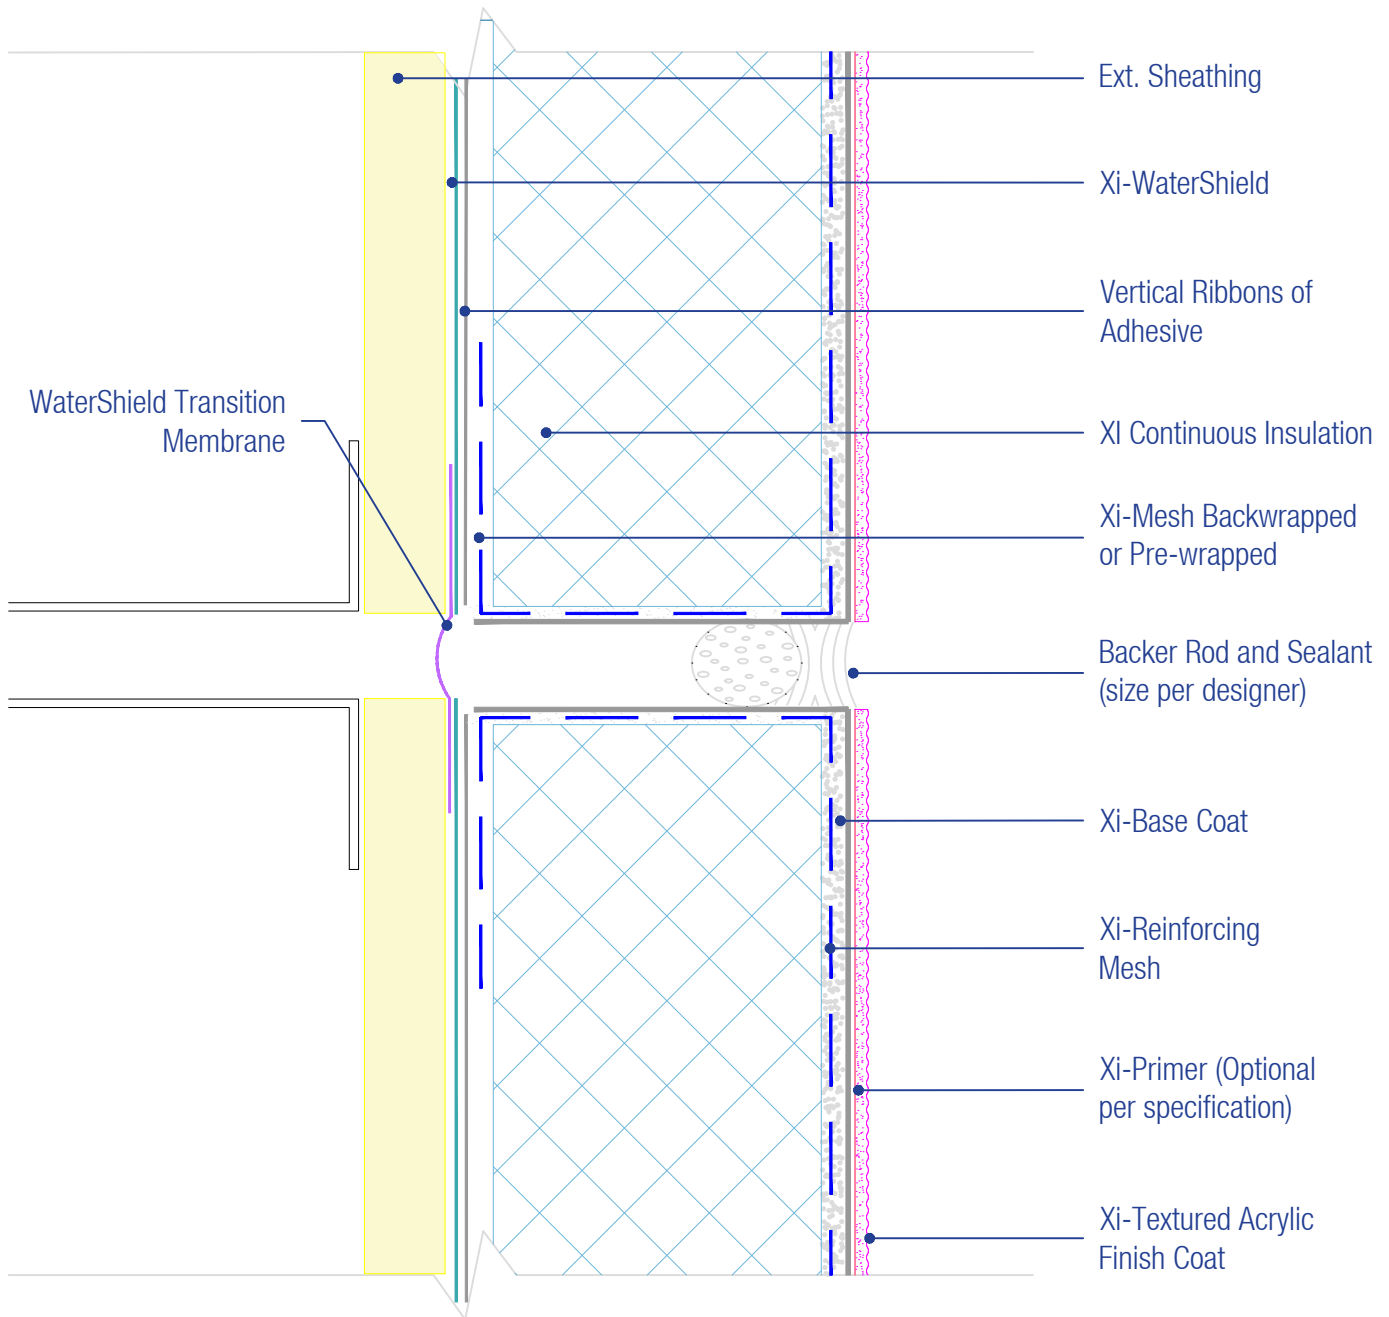 Ext. Sheathing
Xi-WaterShield
Vertical Ribbons of
Adhesive
WaterShield Transition
Membrane
XI Continuous Insulation
Xi-Mesh Backwrapped
or Pre-wrapped
Backer Rod and Sealant
(size per designer)
Xi-Base Coat
Xi-Reinforcing
Mesh
Xi-Primer (Optional
per specification)
Xi-Textured Acrylic
Finish Coat